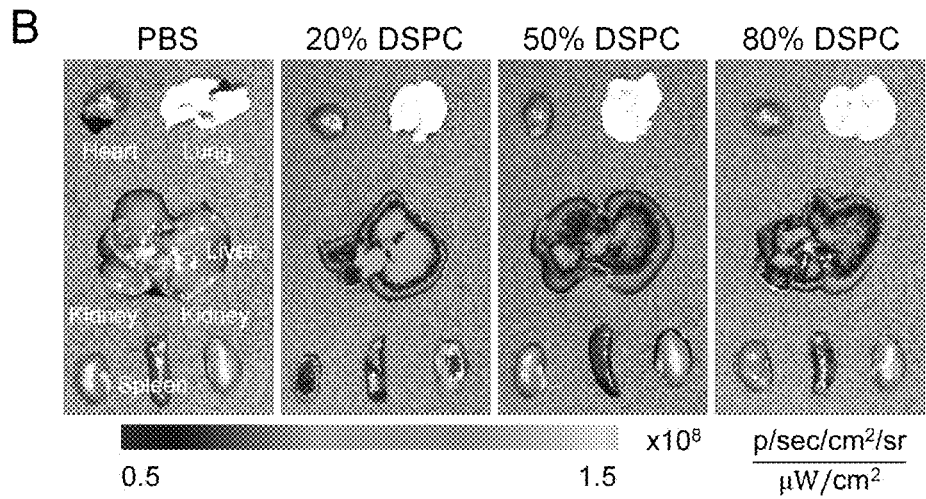 B
PBS 20% DSPC 50% DSPC 80% DSPC
Heart Lung
Liver
Kidney Kidney
Spleen
0.5 1.5 x10⁸ p/sec/cm²/sr
µW/cm²